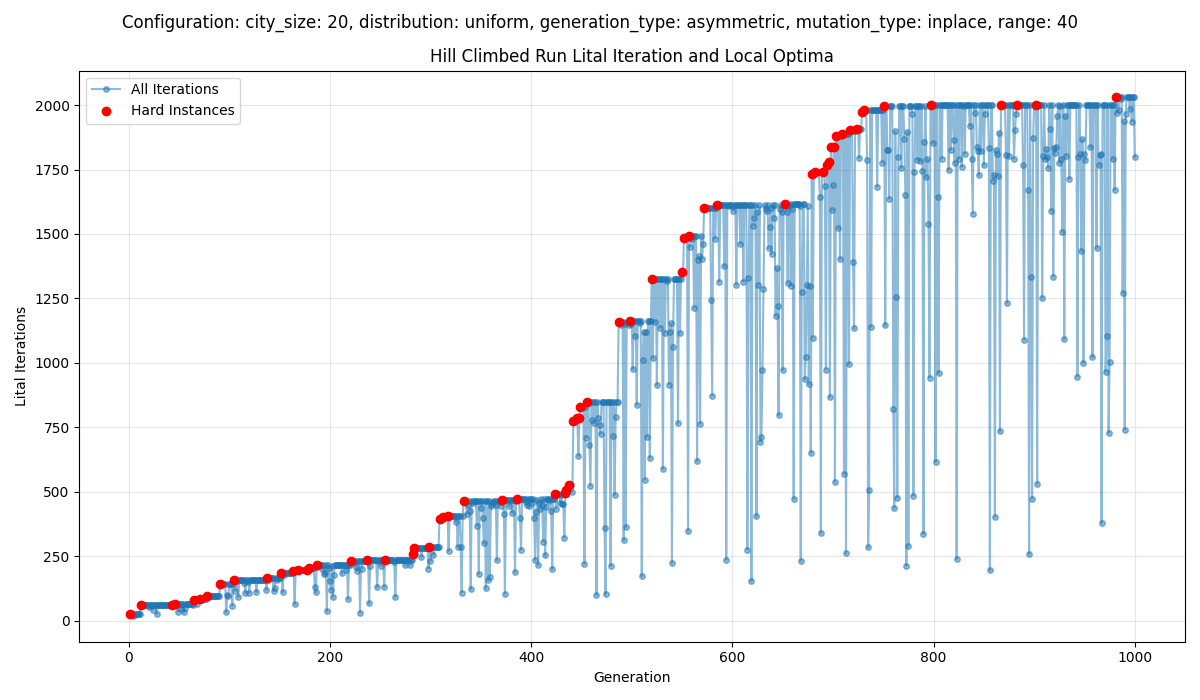 Configuration: city_size: 20, distribution: uniform, generation_type: asymmetric, mutation_type: inplace, range: 40
Hill Climbed Run Lital Iteration and Local Optima
All Iterations
Hard Instances
2000
1750
1500
1250
1000
750
500
250
0
Lital Iterations
0 200 400 600 800 1000
Generation